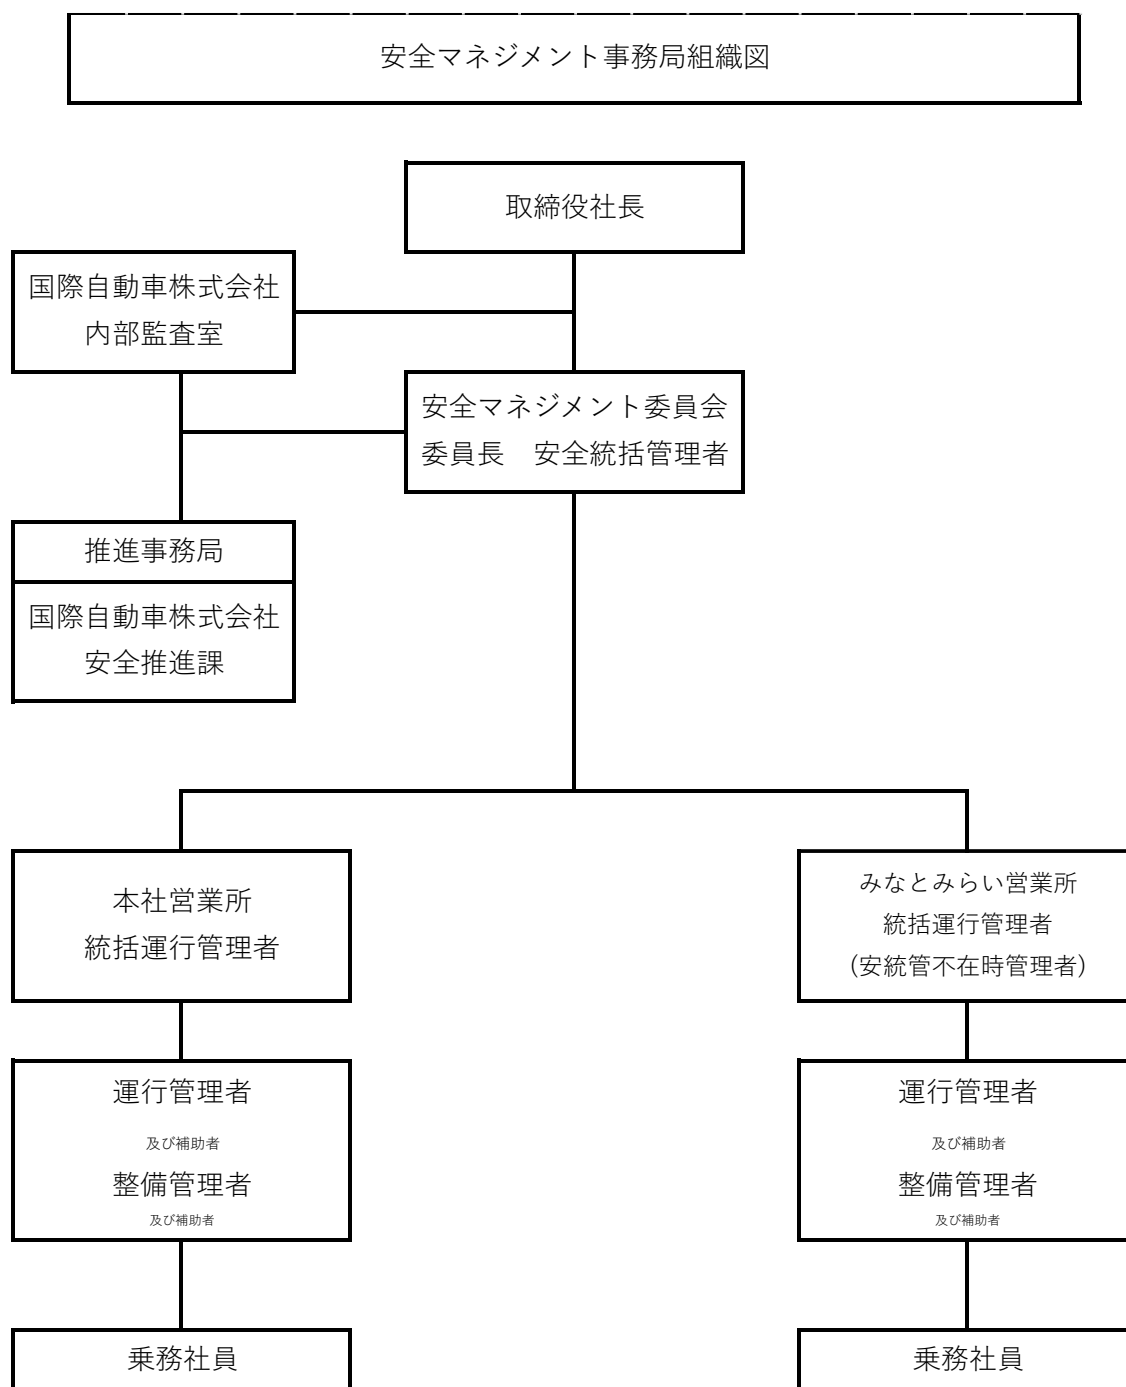 安全マネジメント事務局組織図
取締役社長
国際自動車株式会社
内部監査室
安全マネジメント委員会
委員長　安全統括管理者
推進事務局
国際自動車株式会社
安全推進課
本社営業所
統括運行管理者
みなとみらい営業所
統括運行管理者
(安統管不在時管理者)
運行管理者
及び補助者
整備管理者
及び補助者
運行管理者
及び補助者
整備管理者
及び補助者
乗務社員
乗務社員